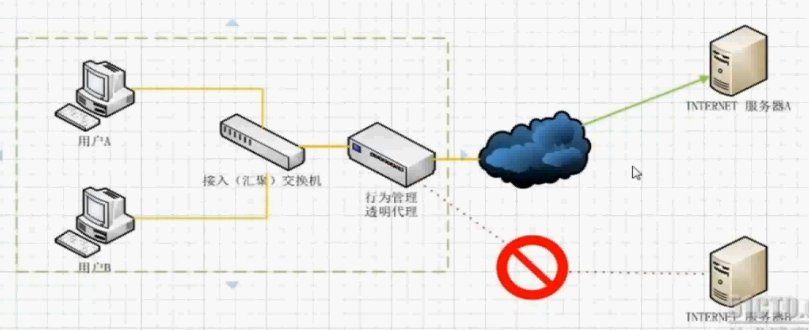 用户A
接入（汇聚）交换机
行为管理
透明代理
用户B
INTERNET 服务器A
INTERNET 服务器B